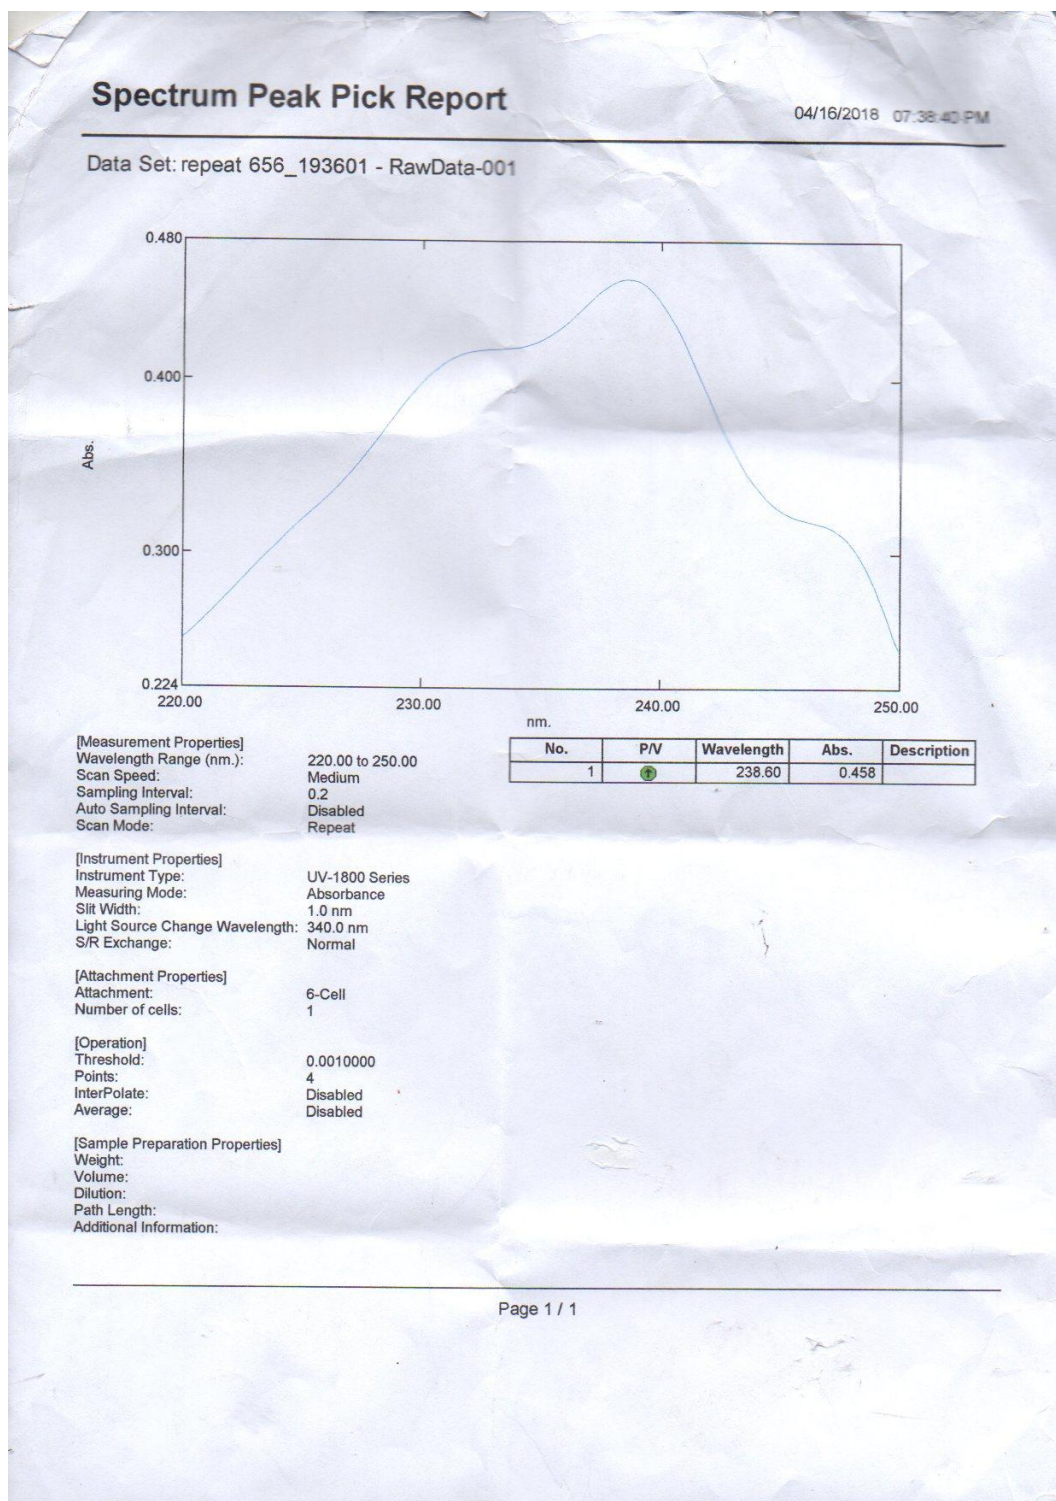 Spectrum Peak Pick Report
04/16/2018 07:38:40 PM
Data Set: repeat 656_193601 - RawData-001
0.480
0.400
Abs.
0.300
0.224
220.00 230.00 240.00 250.00
nm.
[Measurement Properties]
Wavelength Range (nm.): 220.00 to 250.00
Scan Speed: Medium
Sampling Interval: 0.2
Auto Sampling Interval: Disabled
Scan Mode: Repeat
No. P/V Wavelength Abs. Description
1 238.60 0.458
[Instrument Properties]
Instrument Type: UV-1800 Series
Measuring Mode: Absorbance
Slit Width: 1.0 nm
Light Source Change Wavelength: 340.0 nm
S/R Exchange: Normal
[Attachment Properties]
Attachment: 6-Cell
Number of cells: 1
[Operation]
Threshold: 0.0010000
Points: 4
InterPolate: Disabled
Average: Disabled
[Sample Preparation Properties]
Weight:
Volume:
Dilution:
Path Length:
Additional Information:
Page 1 / 1